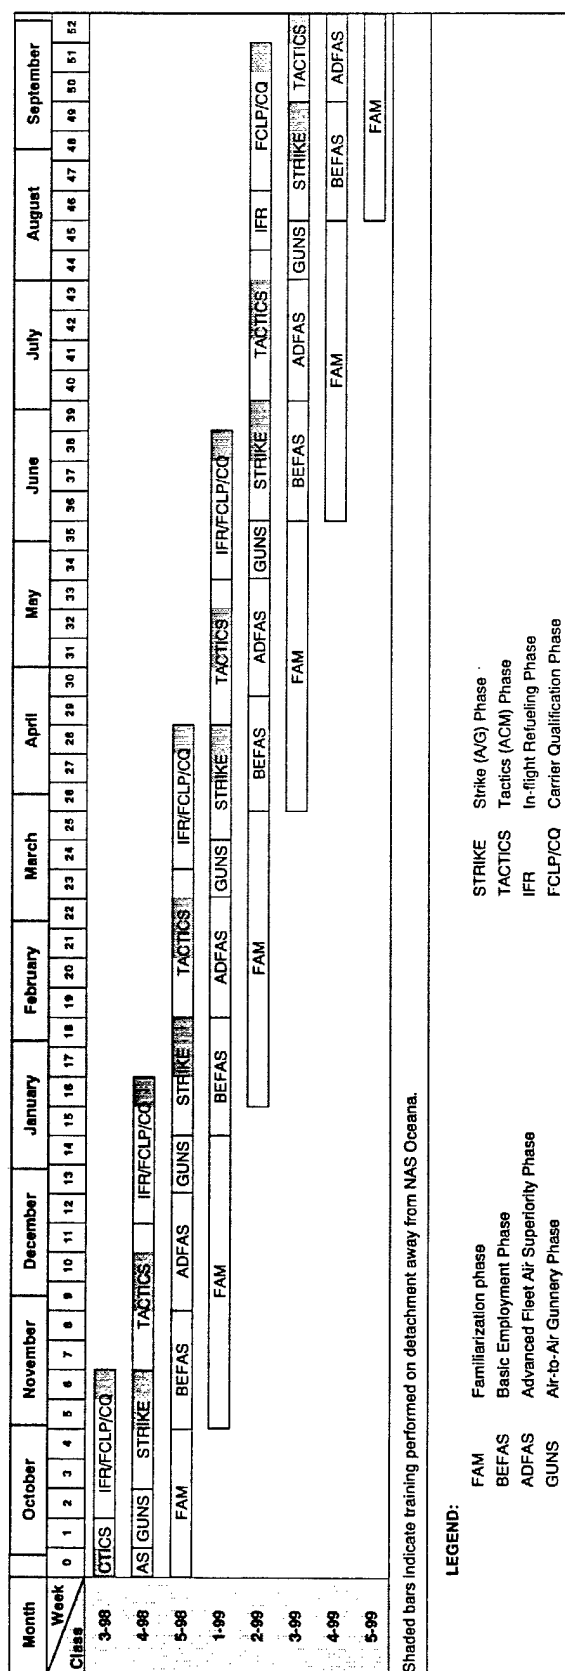 Month October November December January February March April May June July August September
Week 0 1 2 3 4 5 6 7 8 9 10 11 12 13 14 15 16 17 18 19 20 21 22 23 24 25 26 27 28 29 30 31 32 33 34 35 36 37 38 39 40 41 42 43 44 45 46 47 48 49 50 51 52
Class
3-98 CTICS IFR/FCLP/CQ
4-98 AS GUNS STRIKE TACTICS IFR/FCLP/CQ
5-98 FAM BEFAS ADFAS GUNS STRIKE TACTICS IFR/FCLP/CQ
1-99 FAM BEFAS ADFAS GUNS STRIKE TACTICS IFR/FCLP/CQ
2-99 FAM BEFAS ADFAS GUNS STRIKE TACTICS IFR FCLP/CQ
3-99 FAM BEFAS ADFAS GUNS STRIKE TACTICS
4-99 FAM BEFAS ADFAS
5-99 FAM
Shaded bars indicate training performed on detachment away from NAS Oceana.
LEGEND:
FAM Familiarization phase STRIKE Strike (A/G) Phase
BEFAS Basic Employment Phase TACTICS Tactics (ACM) Phase
ADFAS Advanced Fleet Air Superiority Phase IFR In-flight Refueling Phase
GUNS Air-to-Air Gunnery Phase FCLP/CQ Carrier Qualification Phase